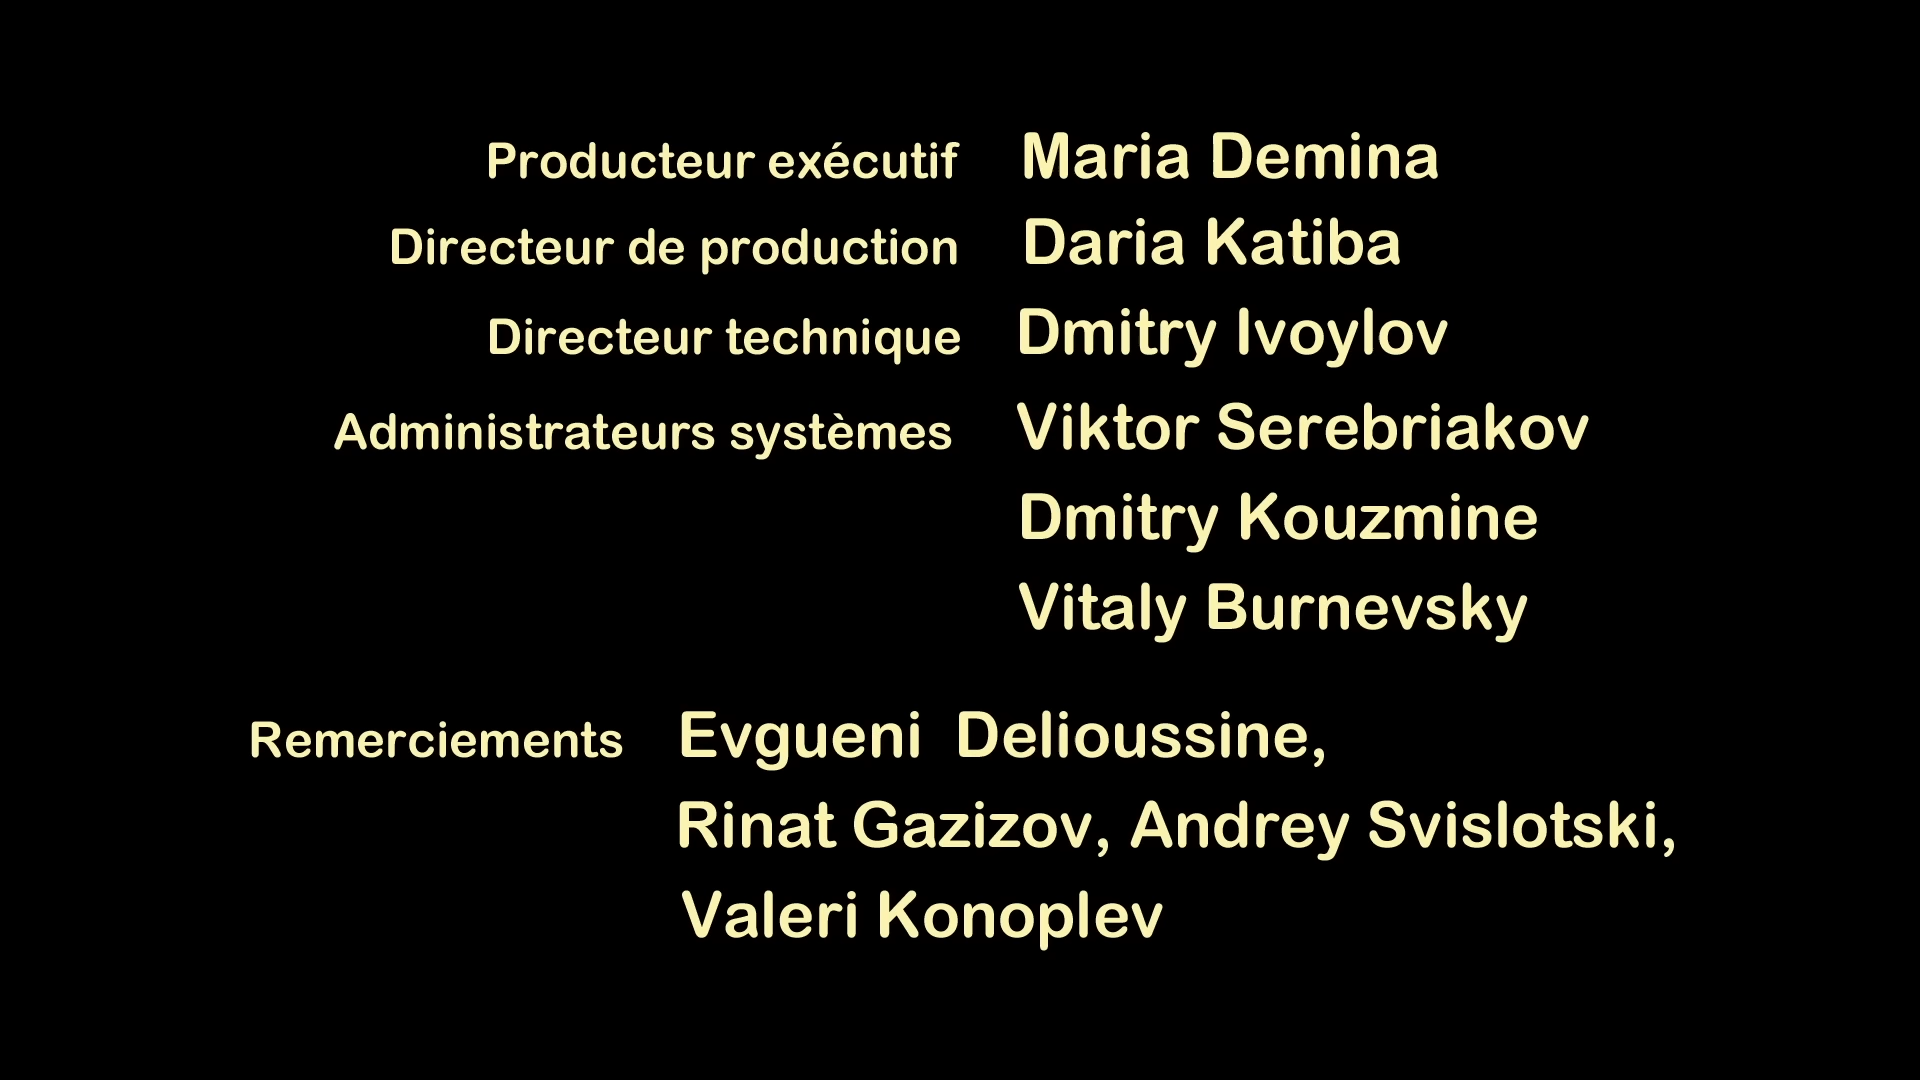 Producteur exécutif Maria Demina
Directeur de production Daria Katiba
Directeur technique Dmitry Ivoylov
Administrateurs systèmes Viktor Serebriakov
Dmitry Kouzmine
Vitaly Burnevsky
Remerciements Evgueni Delioussine,
Rinat Gazizov, Andrey Svislotski,
Valeri Konoplev